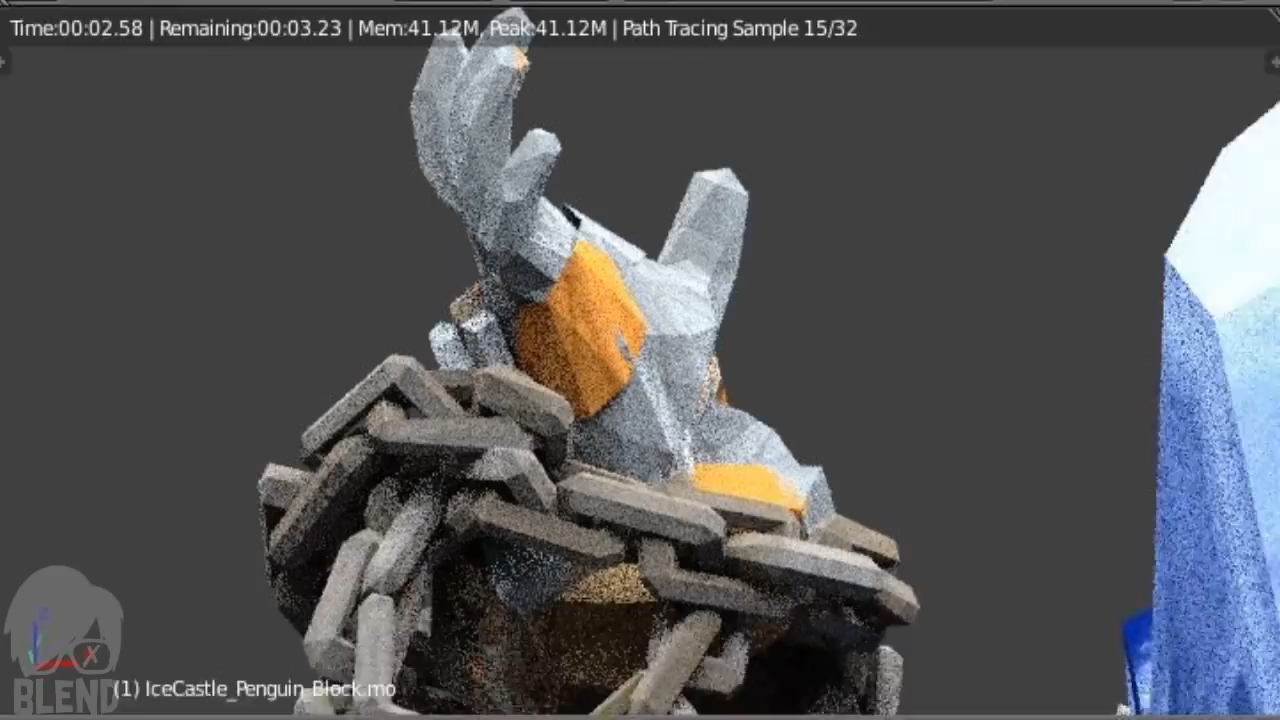 Time:00:02.58 | Remaining:00:03.23 | Mem:41.12M, Peak:41.12M | Path Tracing Sample 15/32
X
(1) IceCastle_Penguin_Block.mo
BLEND